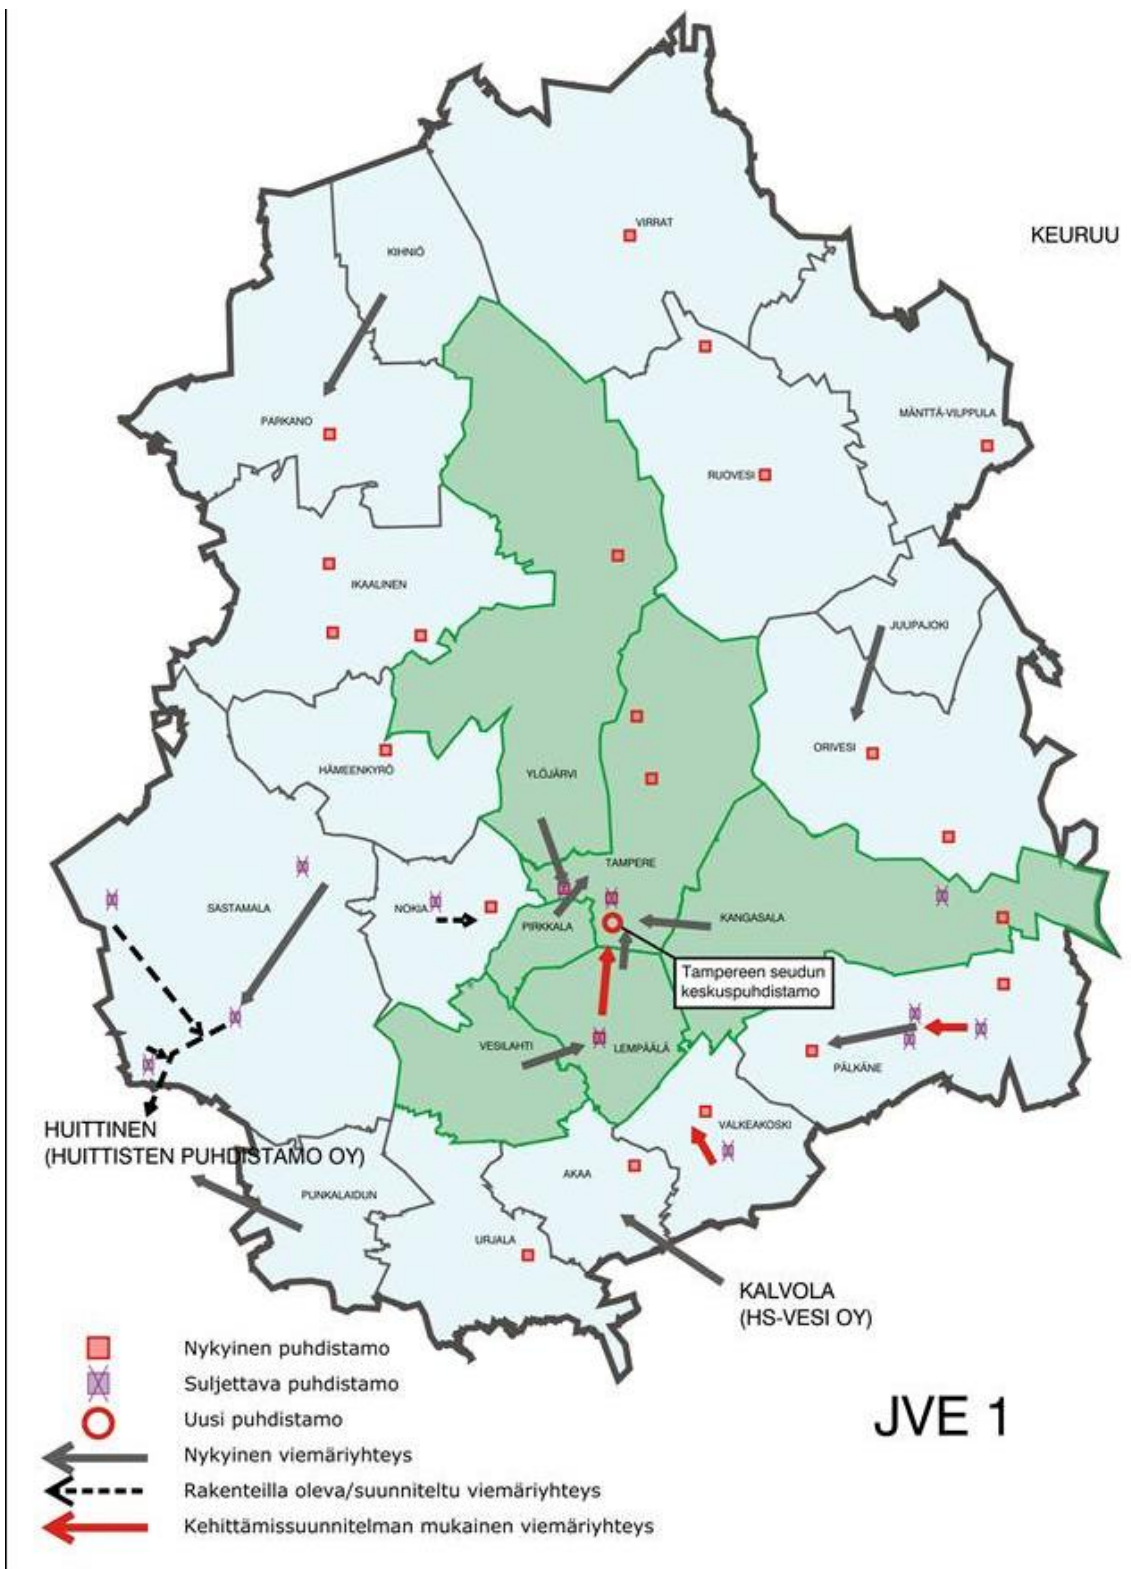 VIRRAT
KEURUU
KIHNIÖ
MÄNTTÄ-VILPPULA
PARKANO
RUOVESI
IKAALINEN
JUUPAJOKI
ORIVESI
HÄMEENKYRÖ
YLÖJÄRVI
TAMPERE
SASTAMALA
NOKIA
PIRKKALA
KANGASALA
Tampereen seudun
keskuspuhdistamo
VESILAHTI
LEMPÄÄLÄ
PÄLKÄNE
HUITTINEN
(HUITTISTEN PUHDISTAMO OY)
VALKEAKOSKI
AKAA
PUNKALAIDUN
URJALA
KALVOLA
(HS-VESI OY)
Nykyinen puhdistamo
Suljettava puhdistamo
Uusi puhdistamo
Nykyinen viemäriyhteys
Rakenteilla oleva/suunniteltu viemäriyhteys
Kehittämissuunnitelman mukainen viemäriyhteys
JVE 1